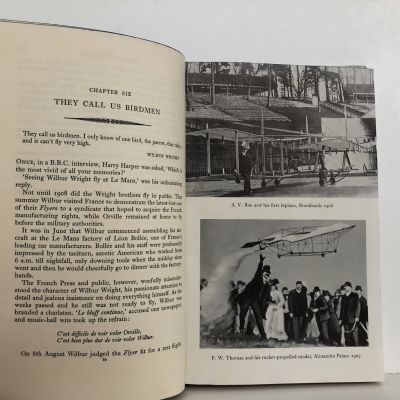 CHAPTER SIX
THEY CALL US BIRDMEN
They call us birdmen. I only know of one bird, the parrot, that talks,
and it can't fly very high.
WILBUR WRIGHT
ONCE, in a B.B.C. interview, Harry Harper was asked, 'Which is
the most vivid of all your memories?'
'Seeing Wilbur Wright fly at Le Mans,' was his unhesitating
reply.
Not until 1908 did the Wright brothers fly in public. That
summer Wilbur visited France to demonstrate the latest
of their Flyers to a syndicate that hoped to acquire the French
manufacturing rights, while Orville remained at home to fly
before the military authorities.
It was in June that Wilbur commenced assembling his air-
craft at the Le Mans factory of Léon Bollée, one of France's
leading car manufacturers. Bollée and his staff were profoundly
impressed by the taciturn, ascetic American who worked from
6 a.m. till nightfall, only downing tools when the midday siren
went and then he would cheerfully go to dinner with the factory
hands.
The French Press and public, however, woefully misunder-
stood the character of Wilbur Wright, his passionate attention to
detail and jealous insistence on doing everything himself. As the
weeks passed and he still was not ready to fly, Wilbur was
branded a charlatan. 'Le bluff continue,' accused one newspaper
and music-hall wits took up the refrain:
C'est difficile de voir voler Orville,
C'est bien plus dur de voir voler Wilbur.
On 8th August Wilbur judged the Flyer fit for a test flight.
A. V. Roe and his first biplane, Brooklands 1908
F. W. Thomas and his rocket-propelled model, Alexandra Palace 1907